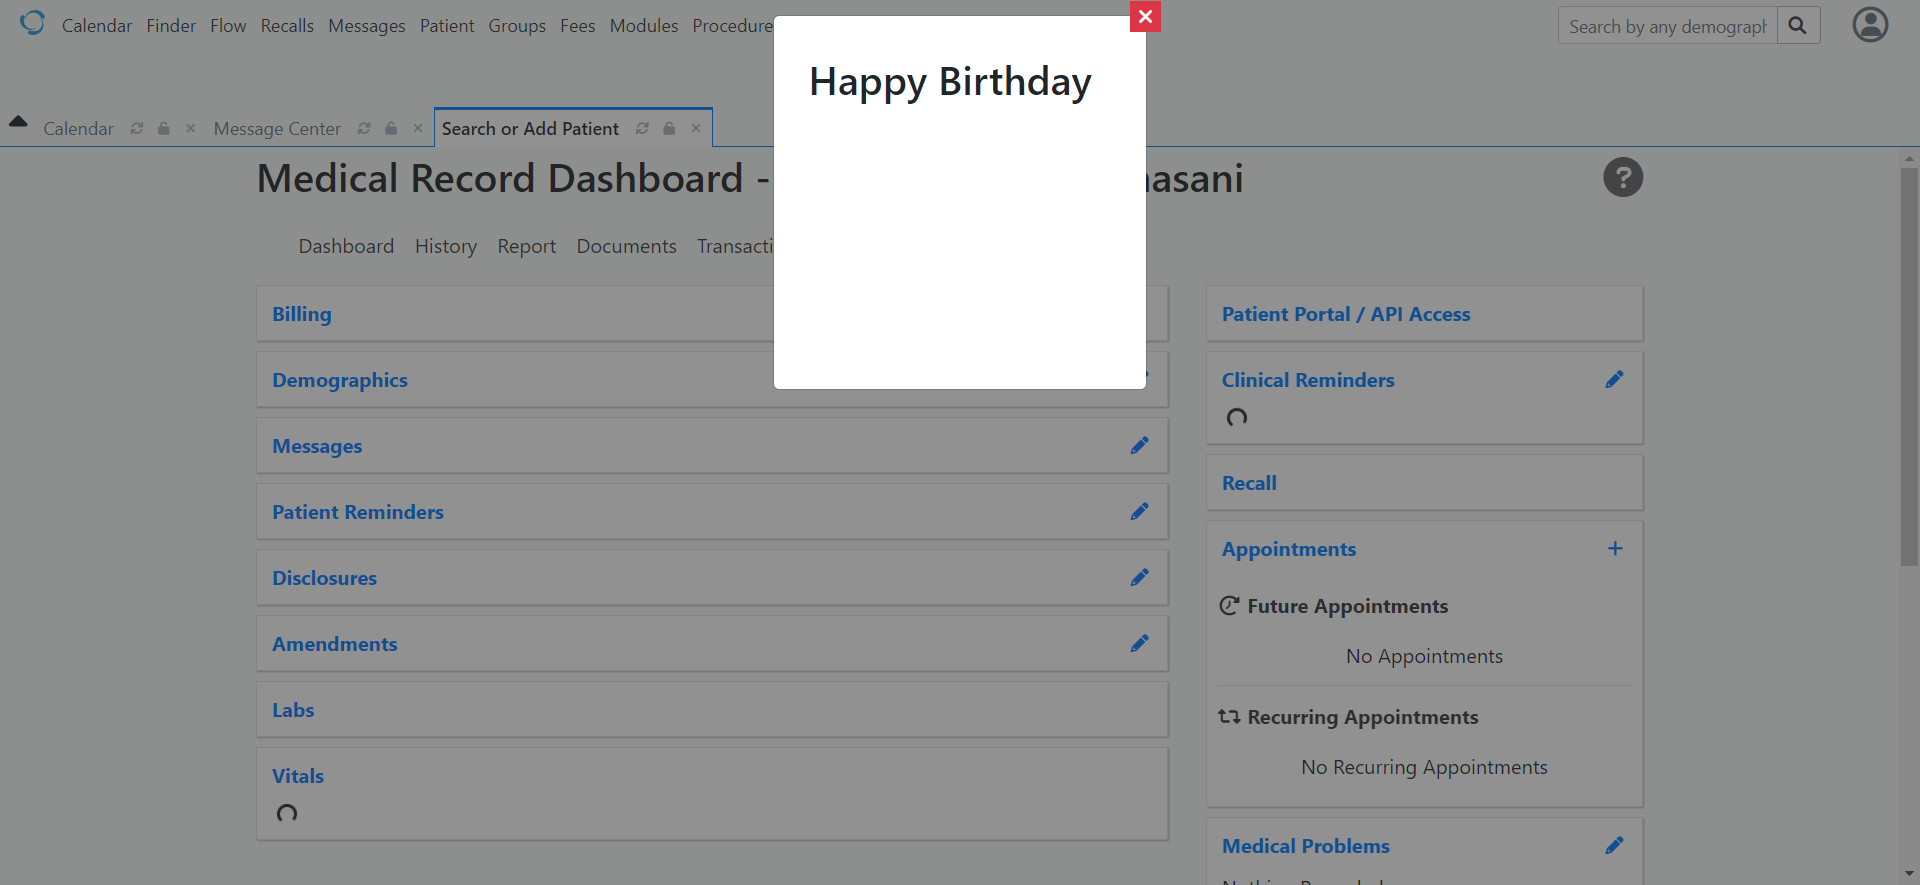 Calendar Finder Flow Recalls Messages Patient Groups Fees Modules
Search by any demograph
Happy Birthday
Calendar Message Center Search or Add Patient
Medical Record Dashboard -
Dashboard History Report Documents
Billing
Demographics
Messages
Patient Reminders
Disclosures
Amendments
Labs
Vitals
Patient Portal / API Access
Clinical Reminders
Recall
Appointments
Future Appointments
No Appointments
Recurring Appointments
No Recurring Appointments
Medical Problems